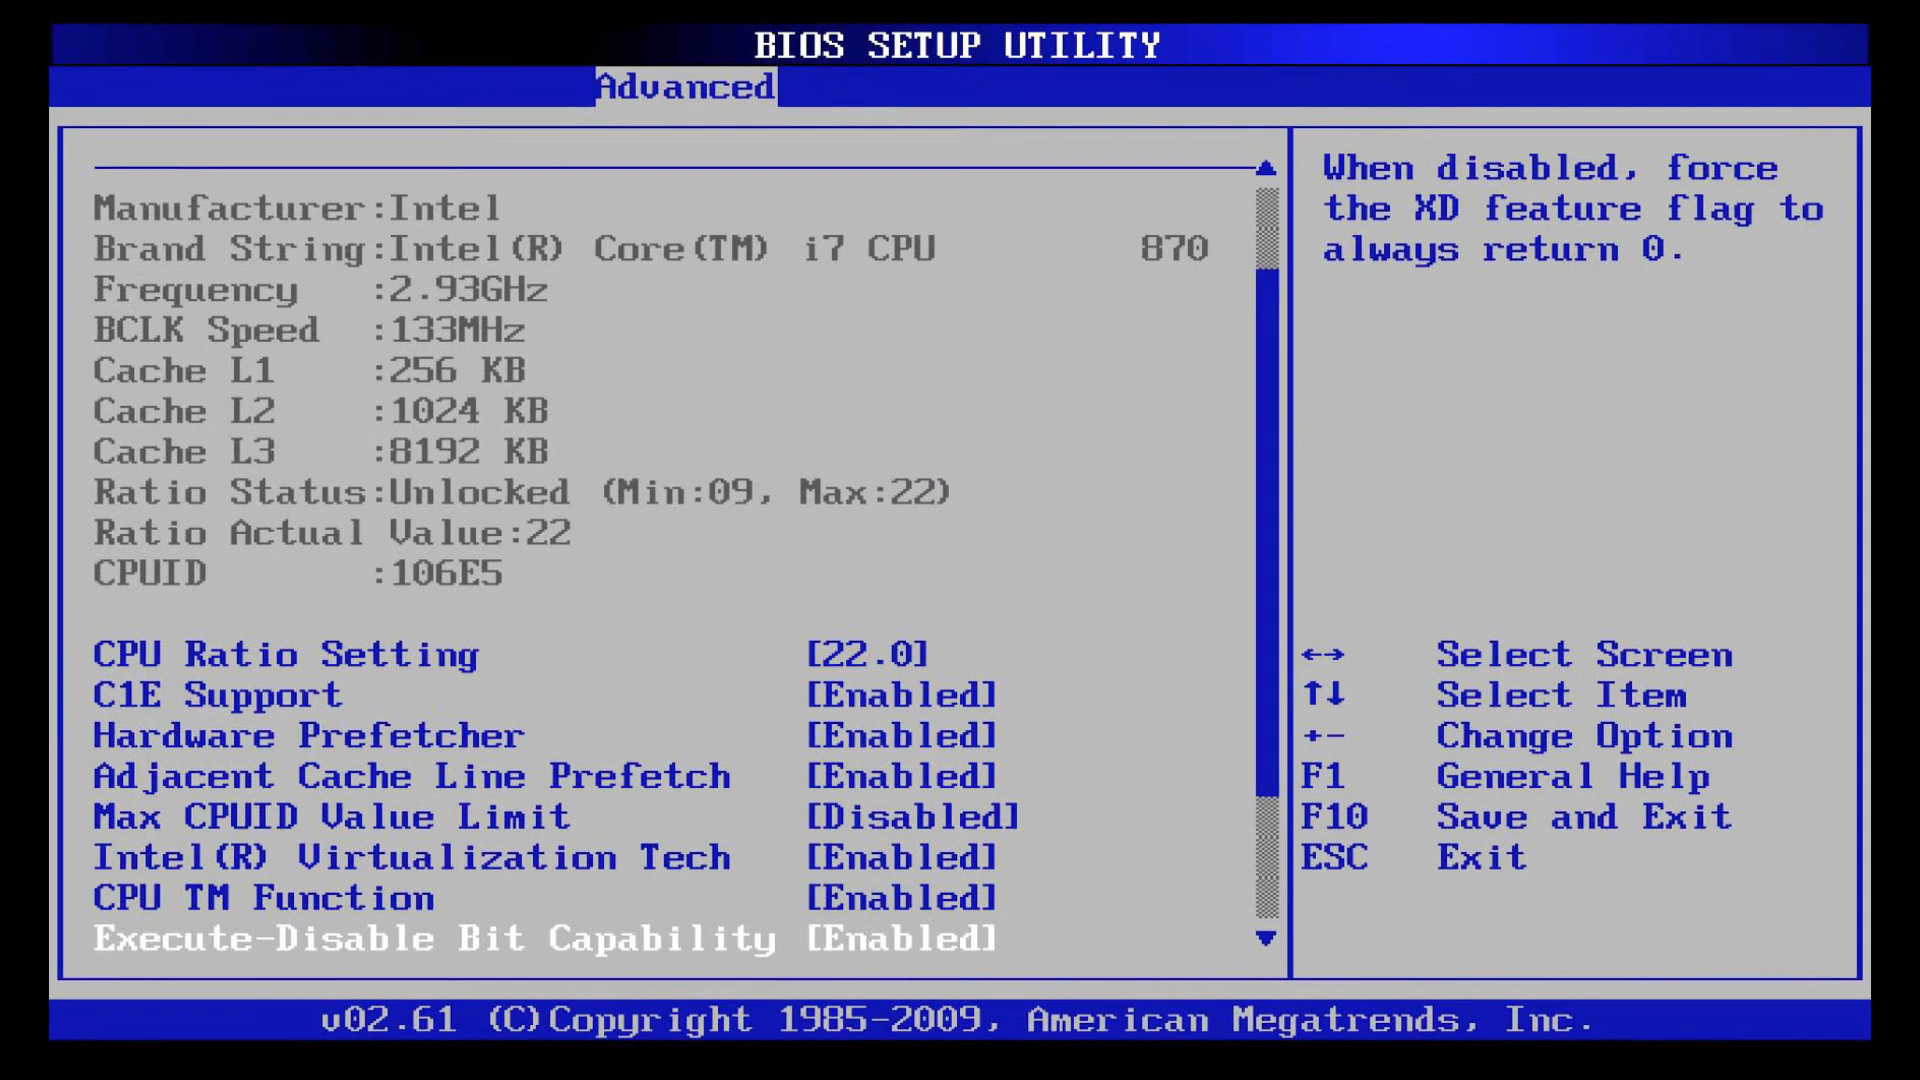 BIOS SETUP UTILITY
Advanced
Manufacturer:Intel
Brand String:Intel(R) Core(TM) i7 CPU 870
Frequency :2.93GHz
BCLK Speed :133MHz
Cache L1 :256 KB
Cache L2 :1024 KB
Cache L3 :8192 KB
Ratio Status:Unlocked (Min:09, Max:22)
Ratio Actual Value:22
CPUID :106E5
CPU Ratio Setting [22.0]
C1E Support [Enabled]
Hardware Prefetcher [Enabled]
Adjacent Cache Line Prefetch [Enabled]
Max CPUID Value Limit [Disabled]
Intel(R) Virtualization Tech [Enabled]
CPU TM Function [Enabled]
Execute-Disable Bit Capability [Enabled]
When disabled, force
the XD feature flag to
always return 0.
←→ Select Screen
↑↓ Select Item
+- Change Option
F1 General Help
F10 Save and Exit
ESC Exit
v02.61 (C)Copyright 1985-2009, American Megatrends, Inc.